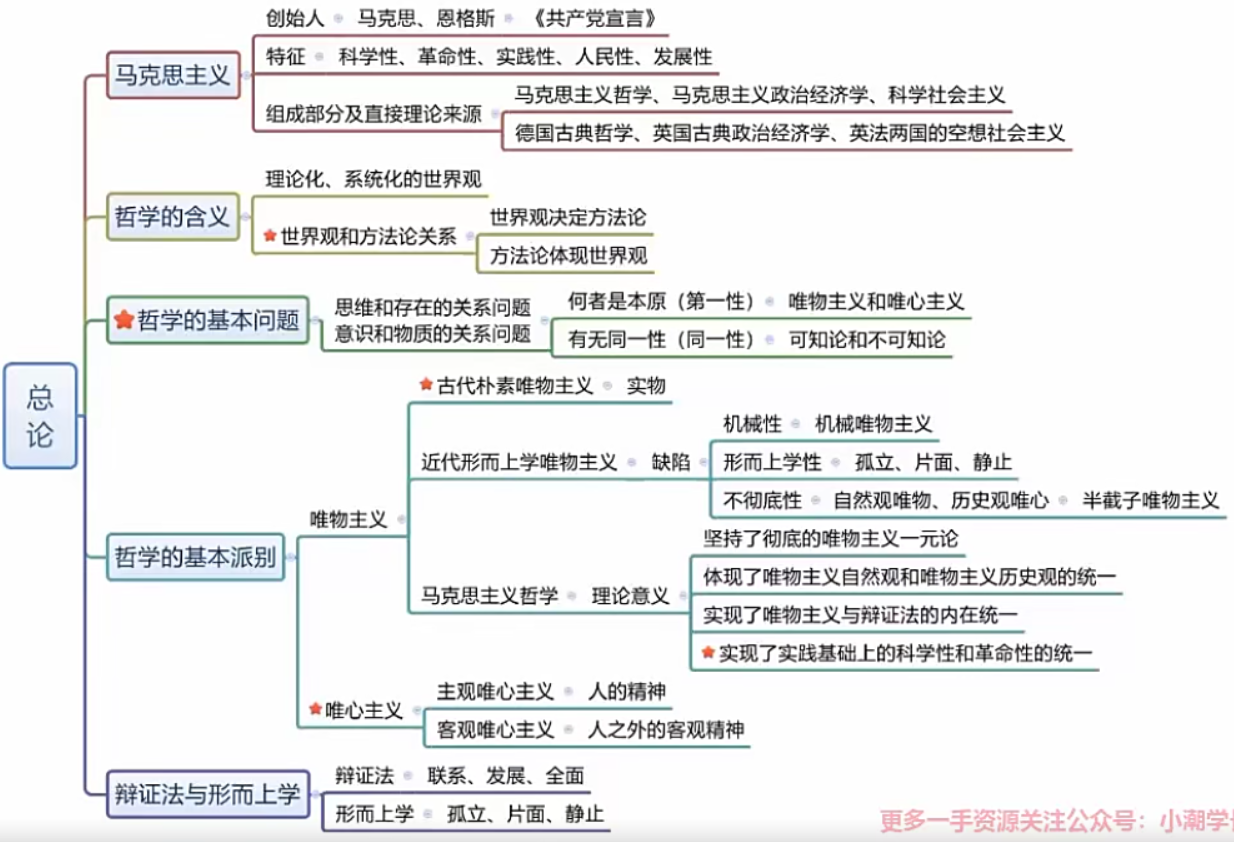 创始人 马克思、恩格斯 《共产党宣言》
马克思主义
特征 科学性、革命性、实践性、人民性、发展性
组成部分及直接理论来源
马克思主义哲学、马克思主义政治经济学、科学社会主义
德国古典哲学、英国古典政治经济学、英法两国的空想社会主义
哲学的含义
理论化、系统化的世界观
世界观和方法论关系
世界观决定方法论
方法论体现世界观
哲学的基本问题
思维和存在的关系问题
意识和物质的关系问题
何者是本原（第一性） 唯物主义和唯心主义
有无同一性（同一性） 可知论和不可知论
总
论
哲学的基本派别
唯物主义
古代朴素唯物主义 实物
近代形而上学唯物主义 缺陷
机械性 机械唯物主义
形而上学性 孤立、片面、静止
不彻底性 自然观唯物、历史观唯心 半截子唯物主义
马克思主义哲学 理论意义
坚持了彻底的唯物主义一元论
体现了唯物主义自然观和唯物主义历史观的统一
实现了唯物主义与辩证法的内在统一
实现了实践基础上的科学性和革命性的统一
唯心主义
主观唯心主义 人的精神
客观唯心主义 人之外的客观精神
辩证法与形而上学
辩证法 联系、发展、全面
形而上学 孤立、片面、静止
更多一手资源关注公众号：小潮学